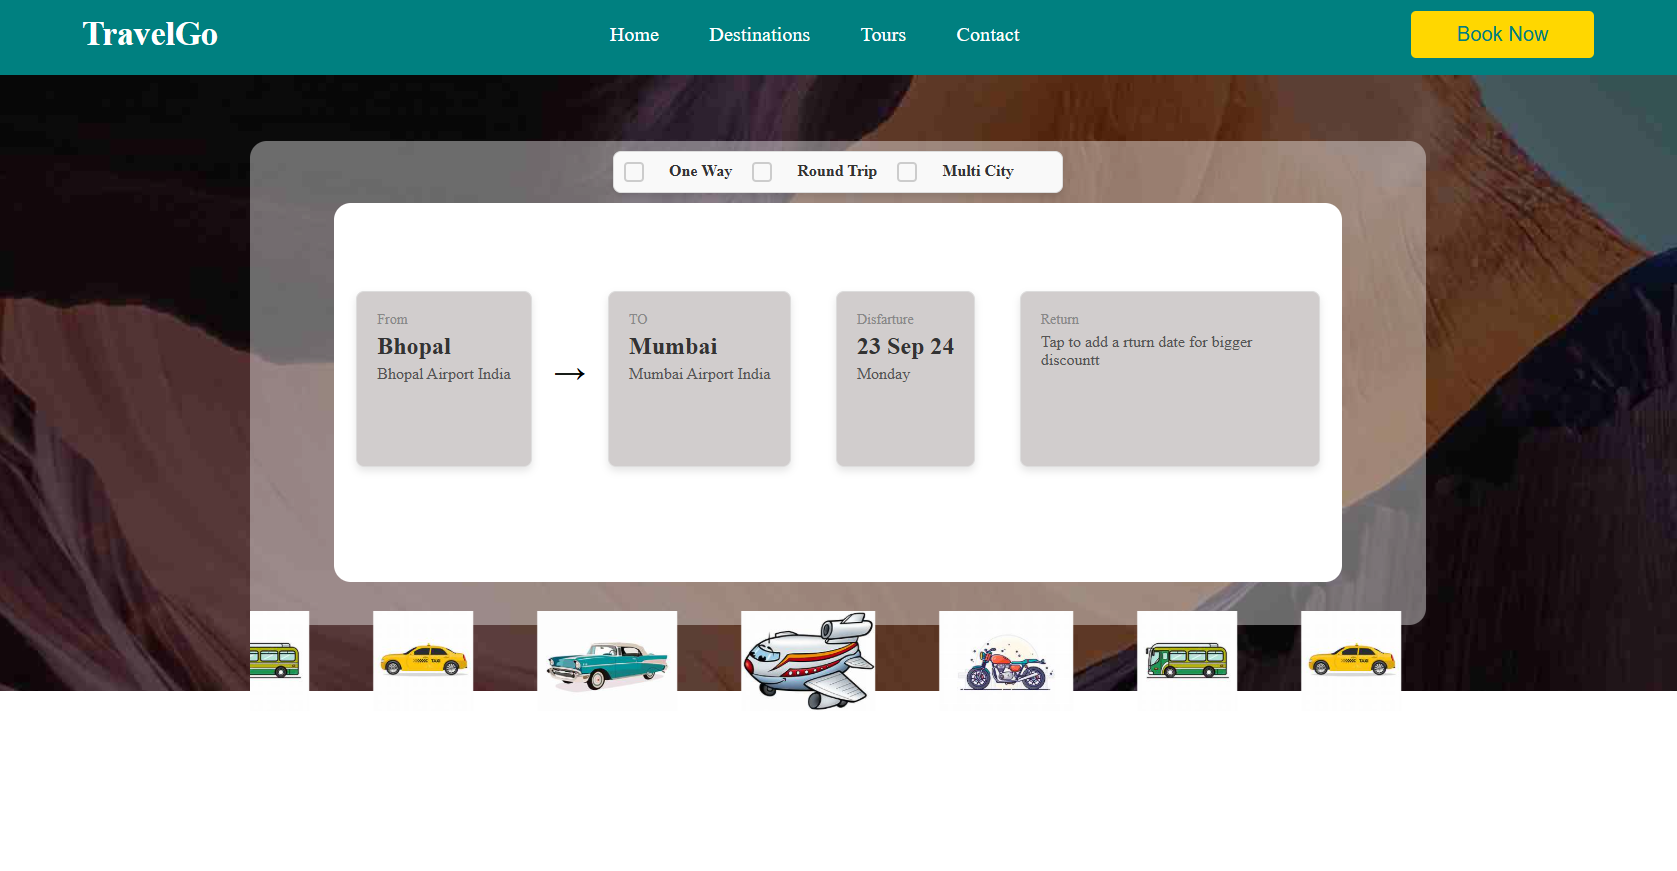 TravelGo Home Destinations Tours Contact Book Now
One Way Round Trip Multi City
From
Bhopal
Bhopal Airport India
→
TO
Mumbai
Mumbai Airport India
Disfarture
23 Sep 24
Monday
Return
Tap to add a rturn date for bigger
discountt
TAXI
TAXI